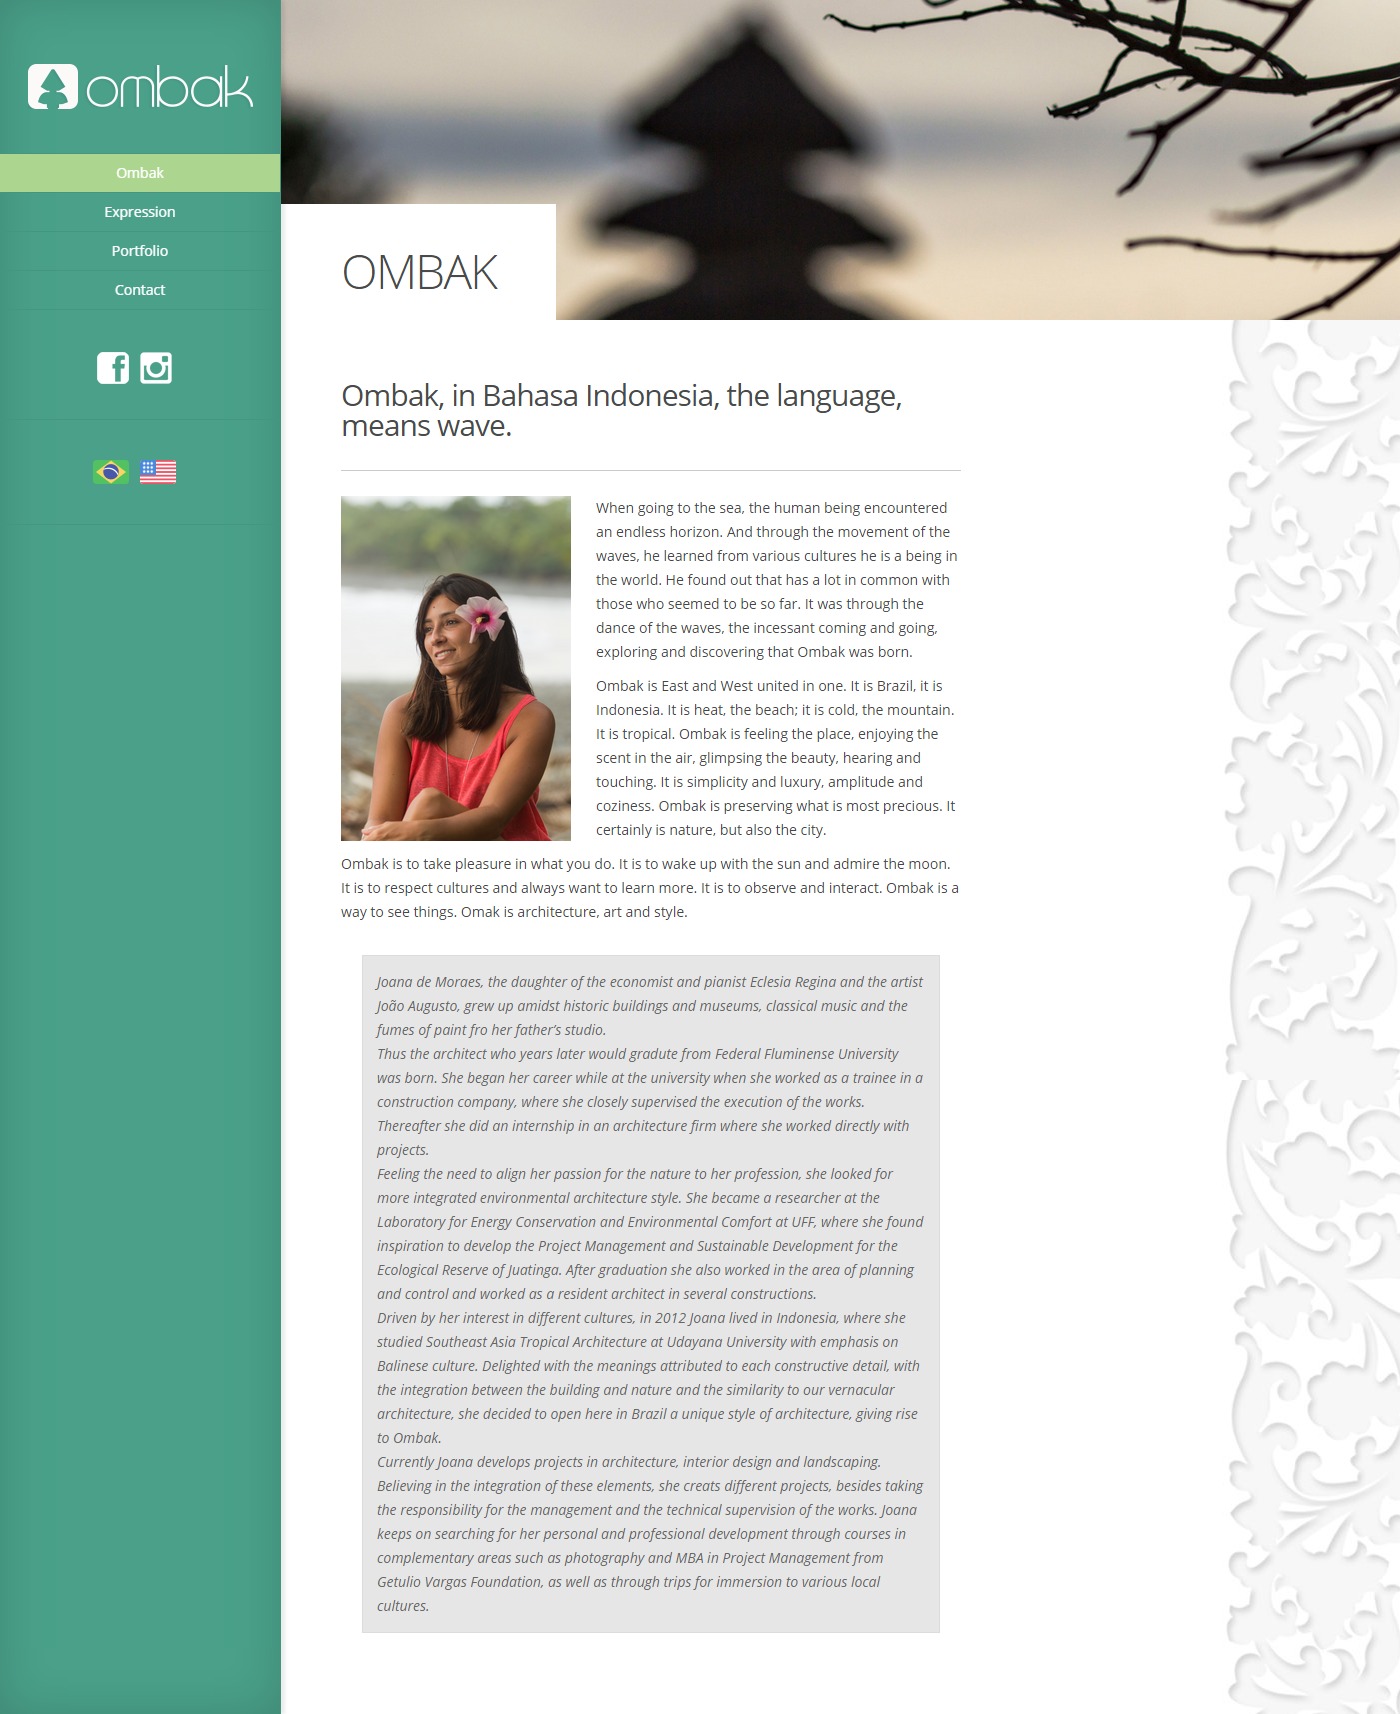 ombak
Ombak
Expression
Portfolio
Contact
OMBAK
Ombak, in Bahasa Indonesia, the language,
means wave.
When going to the sea, the human being encountered
an endless horizon. And through the movement of the
waves, he learned from various cultures he is a being in
the world. He found out that has a lot in common with
those who seemed to be so far. It was through the
dance of the waves, the incessant coming and going,
exploring and discovering that Ombak was born.
Ombak is East and West united in one. It is Brazil, it is
Indonesia. It is heat, the beach; it is cold, the mountain.
It is tropical. Ombak is feeling the place, enjoying the
scent in the air, glimpsing the beauty, hearing and
touching. It is simplicity and luxury, amplitude and
coziness. Ombak is preserving what is most precious. It
certainly is nature, but also the city.
Ombak is to take pleasure in what you do. It is to wake up with the sun and admire the moon.
It is to respect cultures and always want to learn more. It is to observe and interact. Ombak is a
way to see things. Omak is architecture, art and style.
Joana de Moraes, the daughter of the economist and pianist Eclesia Regina and the artist
João Augusto, grew up amidst historic buildings and museums, classical music and the
fumes of paint fro her father’s studio.
Thus the architect who years later would gradute from Federal Fluminense University
was born. She began her career while at the university when she worked as a trainee in a
construction company, where she closely supervised the execution of the works.
Thereafter she did an internship in an architecture firm where she worked directly with
projects.
Feeling the need to align her passion for the nature to her profession, she looked for
more integrated environmental architecture style. She became a researcher at the
Laboratory for Energy Conservation and Environmental Comfort at UFF, where she found
inspiration to develop the Project Management and Sustainable Development for the
Ecological Reserve of Juatinga. After graduation she also worked in the area of planning
and control and worked as a resident architect in several constructions.
Driven by her interest in different cultures, in 2012 Joana lived in Indonesia, where she
studied Southeast Asia Tropical Architecture at Udayana University with emphasis on
Balinese culture. Delighted with the meanings attributed to each constructive detail, with
the integration between the building and nature and the similarity to our vernacular
architecture, she decided to open here in Brazil a unique style of architecture, giving rise
to Ombak.
Currently Joana develops projects in architecture, interior design and landscaping.
Believing in the integration of these elements, she creats different projects, besides taking
the responsibility for the management and the technical supervision of the works. Joana
keeps on searching for her personal and professional development through courses in
complementary areas such as photography and MBA in Project Management from
Getulio Vargas Foundation, as well as through trips for immersion to various local
cultures.